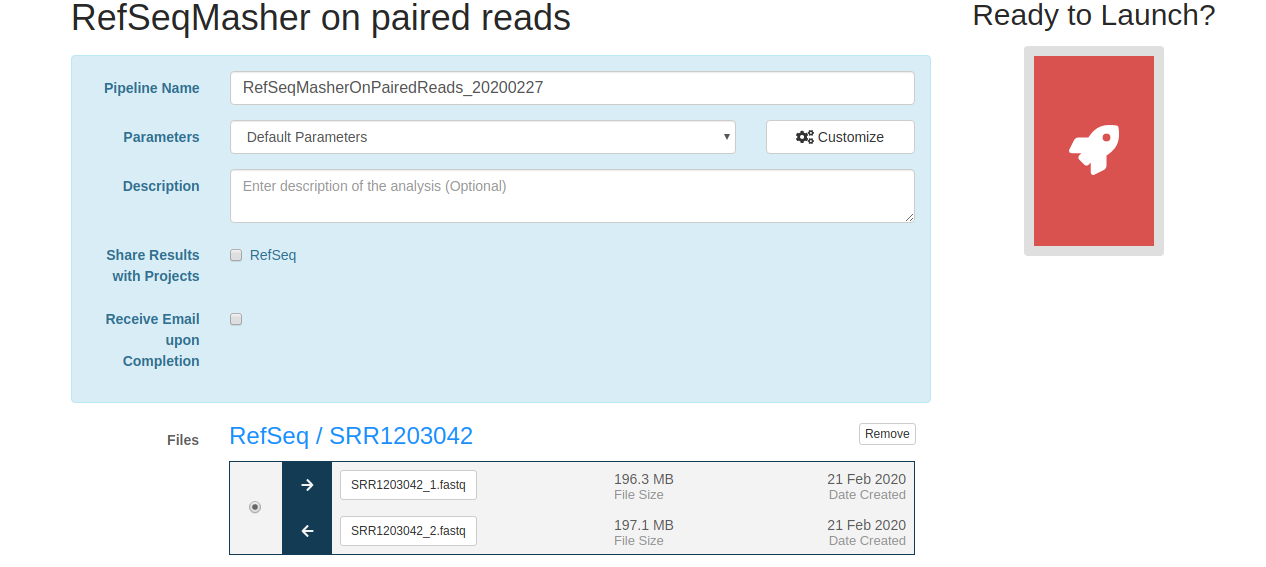 RefSeqMasher on paired reads
Ready to Launch?
Pipeline Name
RefSeqMasherOnPairedReads_20200227
Parameters
Default Parameters
Customize
Description
Enter description of the analysis (Optional)
Share Results
with Projects
RefSeq
Receive Email
upon
Completion
Files
RefSeq / SRR1203042
Remove
SRR1203042_1.fastq
196.3 MB
File Size
21 Feb 2020
Date Created
SRR1203042_2.fastq
197.1 MB
File Size
21 Feb 2020
Date Created